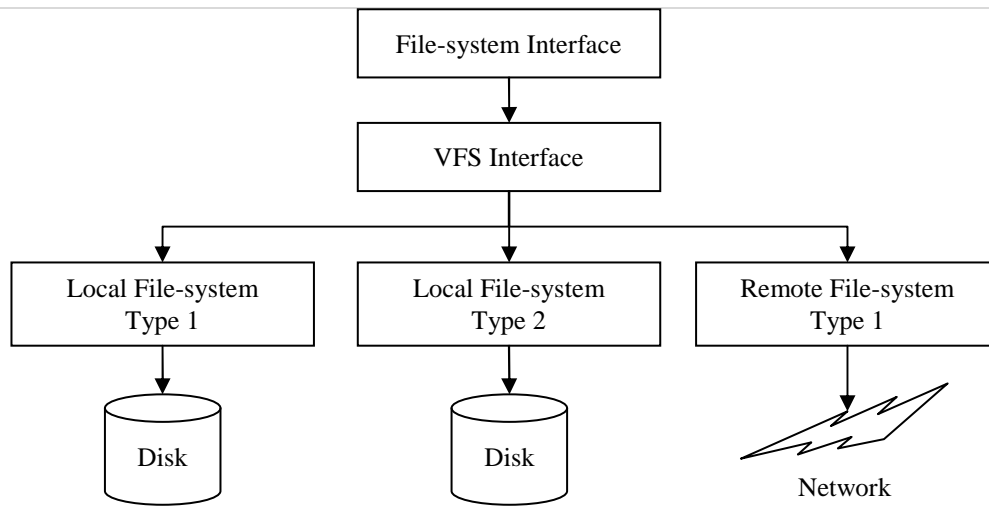 File-system Interface
VFS Interface
Local File-system
Type 1
Local File-system
Type 2
Remote File-system
Type 1
Disk
Disk
Network